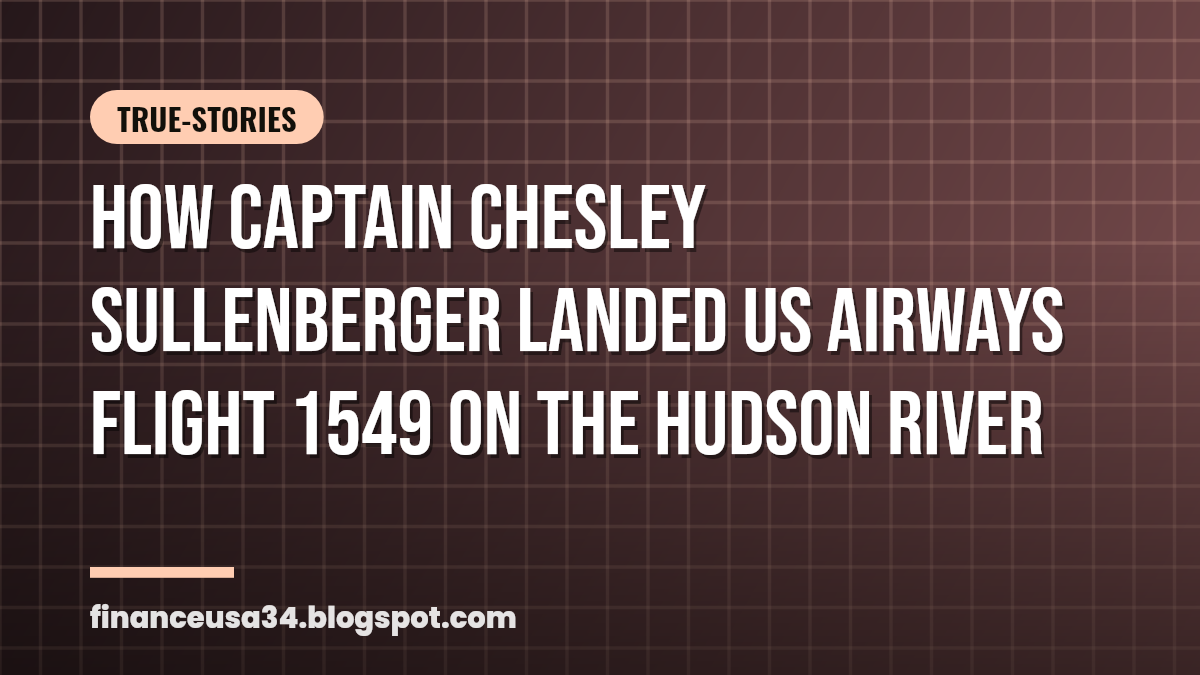 TRUE-STORIES
HOW CAPTAIN CHESLEY
SULLENBERGER LANDED US AIRWAYS
FLIGHT 1549 ON THE HUDSON RIVER
financeusa34.blogspot.com